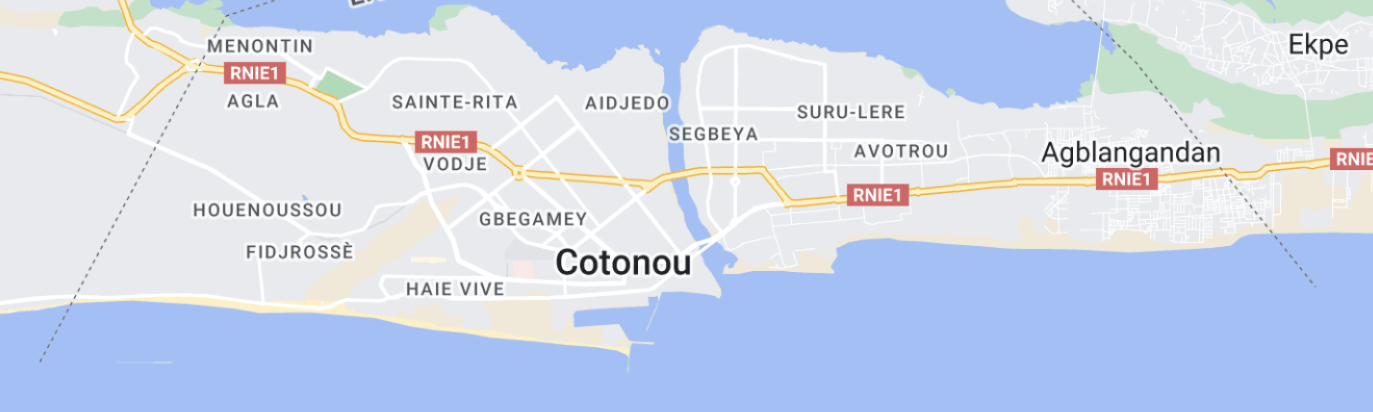 MENONTIN
Ekpe
RNIE1
AGLA
SAINTE-RITA
AIDJEDO
SURU-LERE
SEGBEYA
RNIE1
AVOTROU
Agblangandan
RNIE
VODJE
RNIE1
RNIE1
HOUENOUSSOU
GBEGAMEY
FIDJROSSÈ
Cotonou
HAIE VIVE